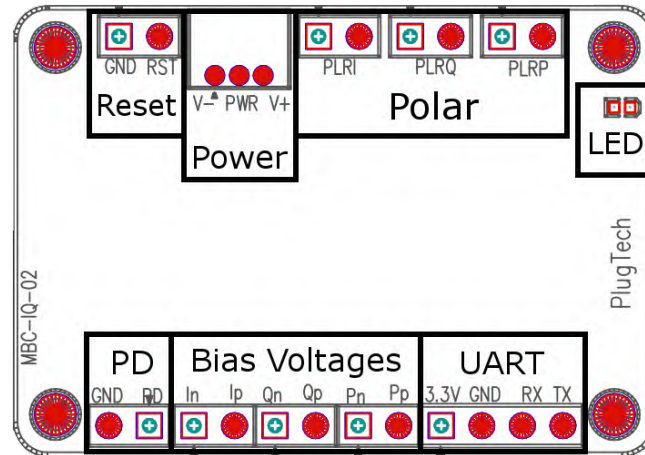 GND RST
PLRI
PLRQ
PLRP
Reset
V- PWR V+
Polar
Power
LED
MBC-IQ-02
PlugTech
PD
Bias Voltages
UART
GND PD
In Ip Qn Qp Pn Pp
3.3V GND RX TX